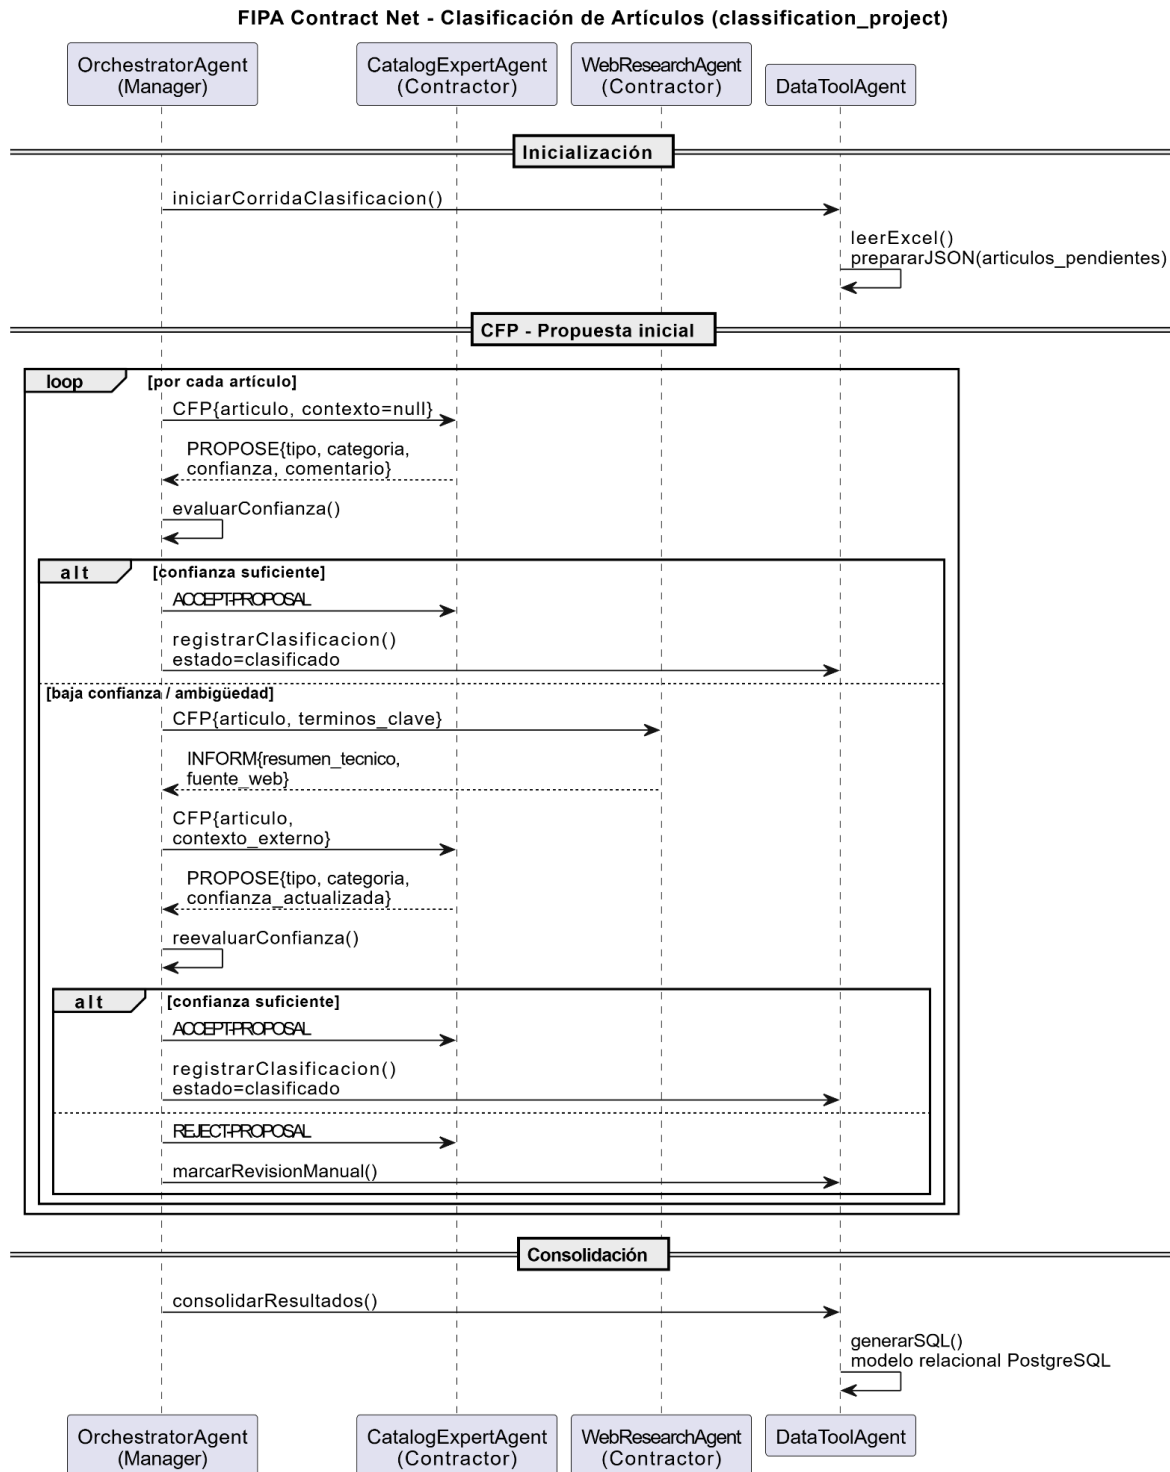 FIPA Contract Net - Clasificación de Artículos (classification_project)
OrchestratorAgent
(Manager)
CatalogExpertAgent
(Contractor)
WebResearchAgent
(Contractor)
DataToolAgent
Inicialización
iniciarCorridaClasificacion()
leerExcel()
prepararJSON(articulos_pendientes)
CFP - Propuesta inicial
loop
[por cada artículo]
CFP{articulo, contexto=null}
PROPOSE{tipo, categoria,
confianza, comentario}
evaluarConfianza()
alt
[confianza suficiente]
ACCEPT-PROPOSAL
registrarClasificacion()
estado=clasificado
[baja confianza / ambigüedad]
CFP{articulo, terminos_clave}
INFORM{resumen_tecnico,
fuente_web}
CFP{articulo,
contexto_externo}
PROPOSE{tipo, categoria,
confianza_actualizada}
reevaluarConfianza()
alt
[confianza suficiente]
ACCEPT-PROPOSAL
registrarClasificacion()
estado=clasificado
REJECT-PROPOSAL
marcarRevisionManual()
Consolidación
consolidarResultados()
generarSQL()
modelo relacional PostgreSQL
OrchestratorAgent
(Manager)
CatalogExpertAgent
(Contractor)
WebResearchAgent
(Contractor)
DataToolAgent